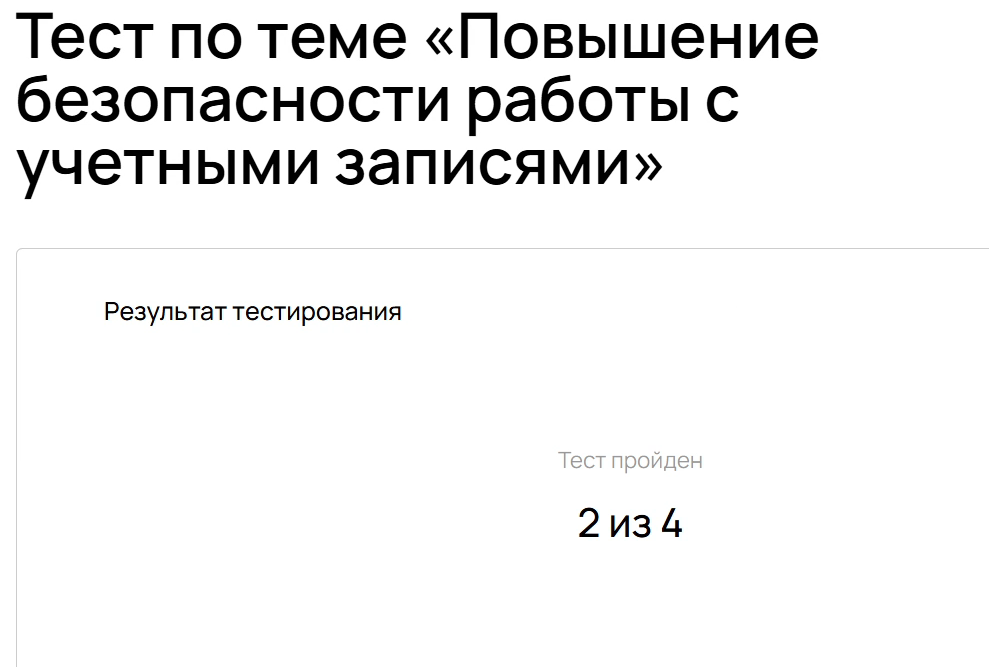 Тест по теме «Повышение
безопасности работы с
учетными записями»
Результат тестирования
Тест пройден
2 из 4